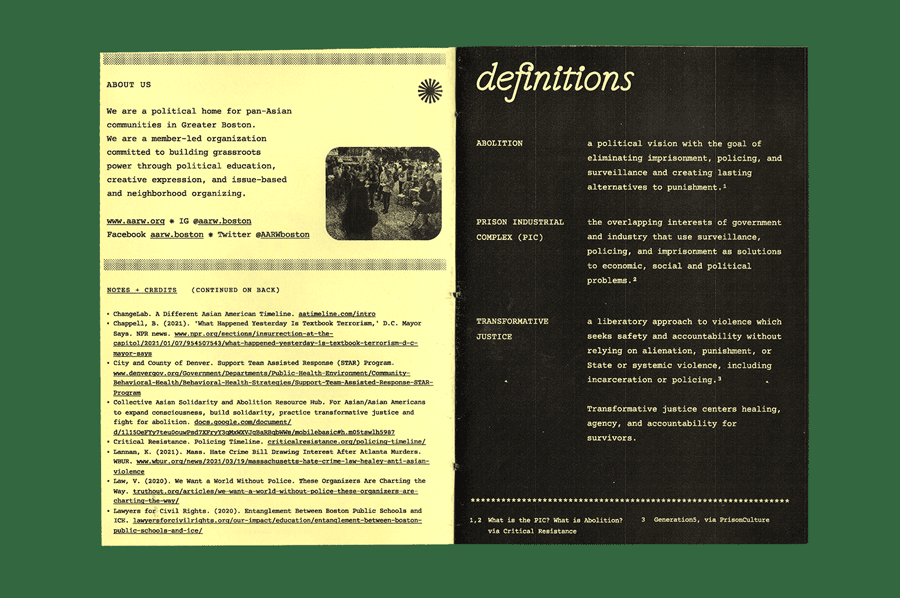 ABOUT US
We are a political home for pan-Asian
communities in Greater Boston.
We are a member-led organization
committed to building grassroots
power through political education,
creative expression, and issue-based
and neighborhood organizing.
www.aarw.org * IG @aarw.boston
Facebook aarw.boston * Twitter @AARWboston
NOTES + CREDITS (CONTINUED ON BACK)
• ChangeLab. A Different Asian American Timeline. aatimeline.com/intro
• Chappell, B. (2021). 'What Happened Yesterday Is Textbook Terrorism,' D.C. Mayor
Says. NPR news. www.npr.org/sections/insurrection-at-the-
capitol/2021/01/07/954507543/what-happened-yesterday-is-textbook-terrorism-d-c-
mayor-says
• City and County of Denver. Support Team Assisted Response (STAR) Program.
www.denvergov.org/Government/Departments/Public-Health-Environment/Community-
Behavioral-Health/Behavioral-Health-Strategies/Support-Team-Assisted-Response-STAR-
Program
• Collective Asian Solidarity and Abolition Resource Hub. For Asian/Asian Americans
to expand consciousness, build solidarity, practice transformative justice and
fight for abolition. docs.google.com/document/
• Critical Resistance. Policing Timeline. criticalresistance.org/policing-timeline/
• Lannan, K. (2021). Mass. Hate Crime Bill Drawing Interest After Atlanta Murders.
WBUR. www.wbur.org/news/2021/03/19/massachusetts-hate-crime-law-healey-anti-asian-
violence
• Law, V. (2020). We Want a World Without Police. These Organizers Are Charting the
Way. truthout.org/articles/we-want-a-world-without-police-these-organizers-are-
charting-the-way/
• Lawyers for Civil Rights. (2020). Entanglement Between Boston Public Schools and
ICE. lawyersforcivilrights.org/our-impact/education/entanglement-between-boston-
public-schools-and-ice/
definitions
ABOLITION
a political vision with the goal of
eliminating imprisonment, policing, and
surveillance and creating lasting
alternatives to punishment.¹
PRISON INDUSTRIAL
COMPLEX (PIC)
the overlapping interests of government
and industry that use surveillance,
policing, and imprisonment as solutions
to economic, social and political
problems.²
TRANSFORMATIVE
JUSTICE
a liberatory approach to violence which
seeks safety and accountability without
relying on alienation, punishment, or
State or systemic violence, including
incarceration or policing.³
Transformative justice centers healing,
agency, and accountability for
survivors.
1,2 What is the PIC? What is Abolition?
via Critical Resistance
3 Generation5, via PrisonCulture